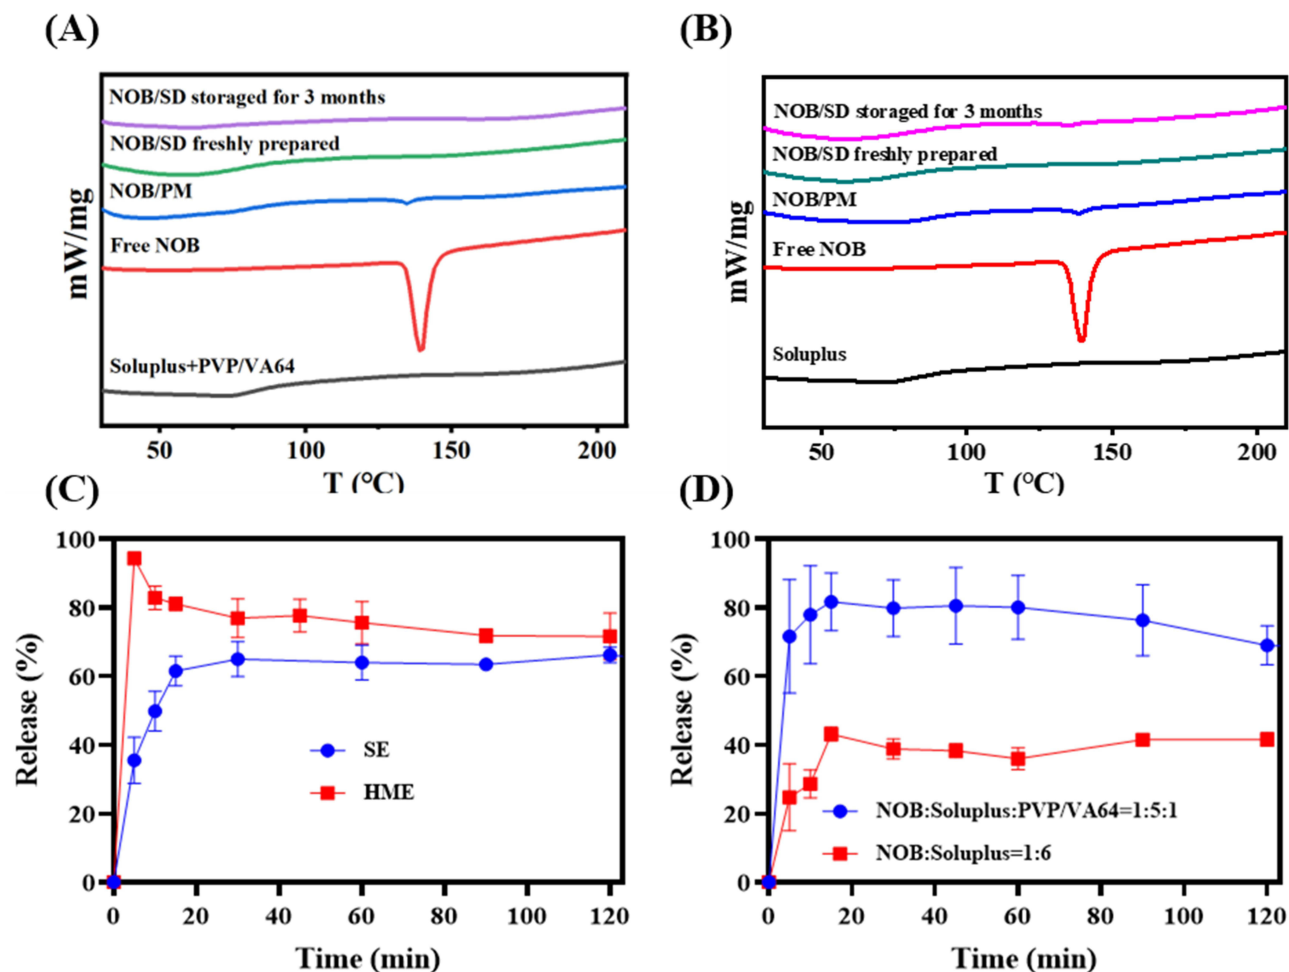 (A)
NOB/SD storaged for 3 months
NOB/SD freshly prepared
NOB/PM
Free NOB
Soluplus+PVP/VA64
mW/mg
50 100 150 200
T (°C)
(B)
NOB/SD storaged for 3 months
NOB/SD freshly prepared
NOB/PM
Free NOB
Soluplus
mW/mg
50 100 150 200
T (°C)
(C)
100
80
60
40
20
0
Release (%)
SE
HME
0 20 40 60 80 100 120
Time (min)
(D)
100
80
60
40
20
0
Release (%)
NOB:Soluplus:PVP/VA64=1:5:1
NOB:Soluplus=1:6
0 20 40 60 80 100 120
Time (min)